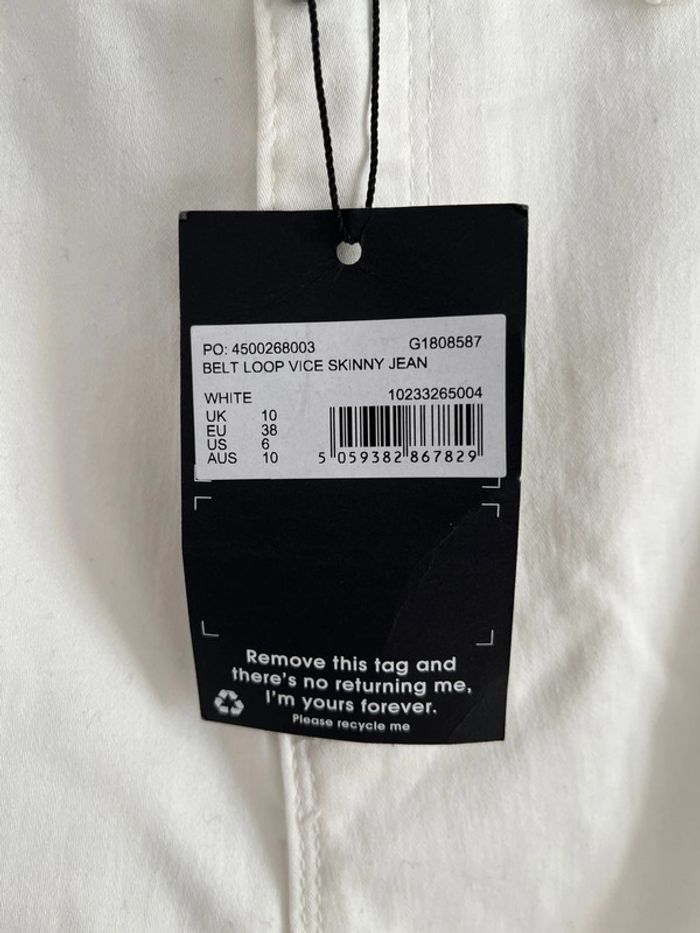 PO: 4500268003 G1808587
BELT LOOP VICE SKINNY JEAN
WHITE 10233265004
UK 10
EU 38
US 6
AUS 10
5 059382 867829
Remove this tag and
there's no returning me,
I'm yours forever.
Please recycle me